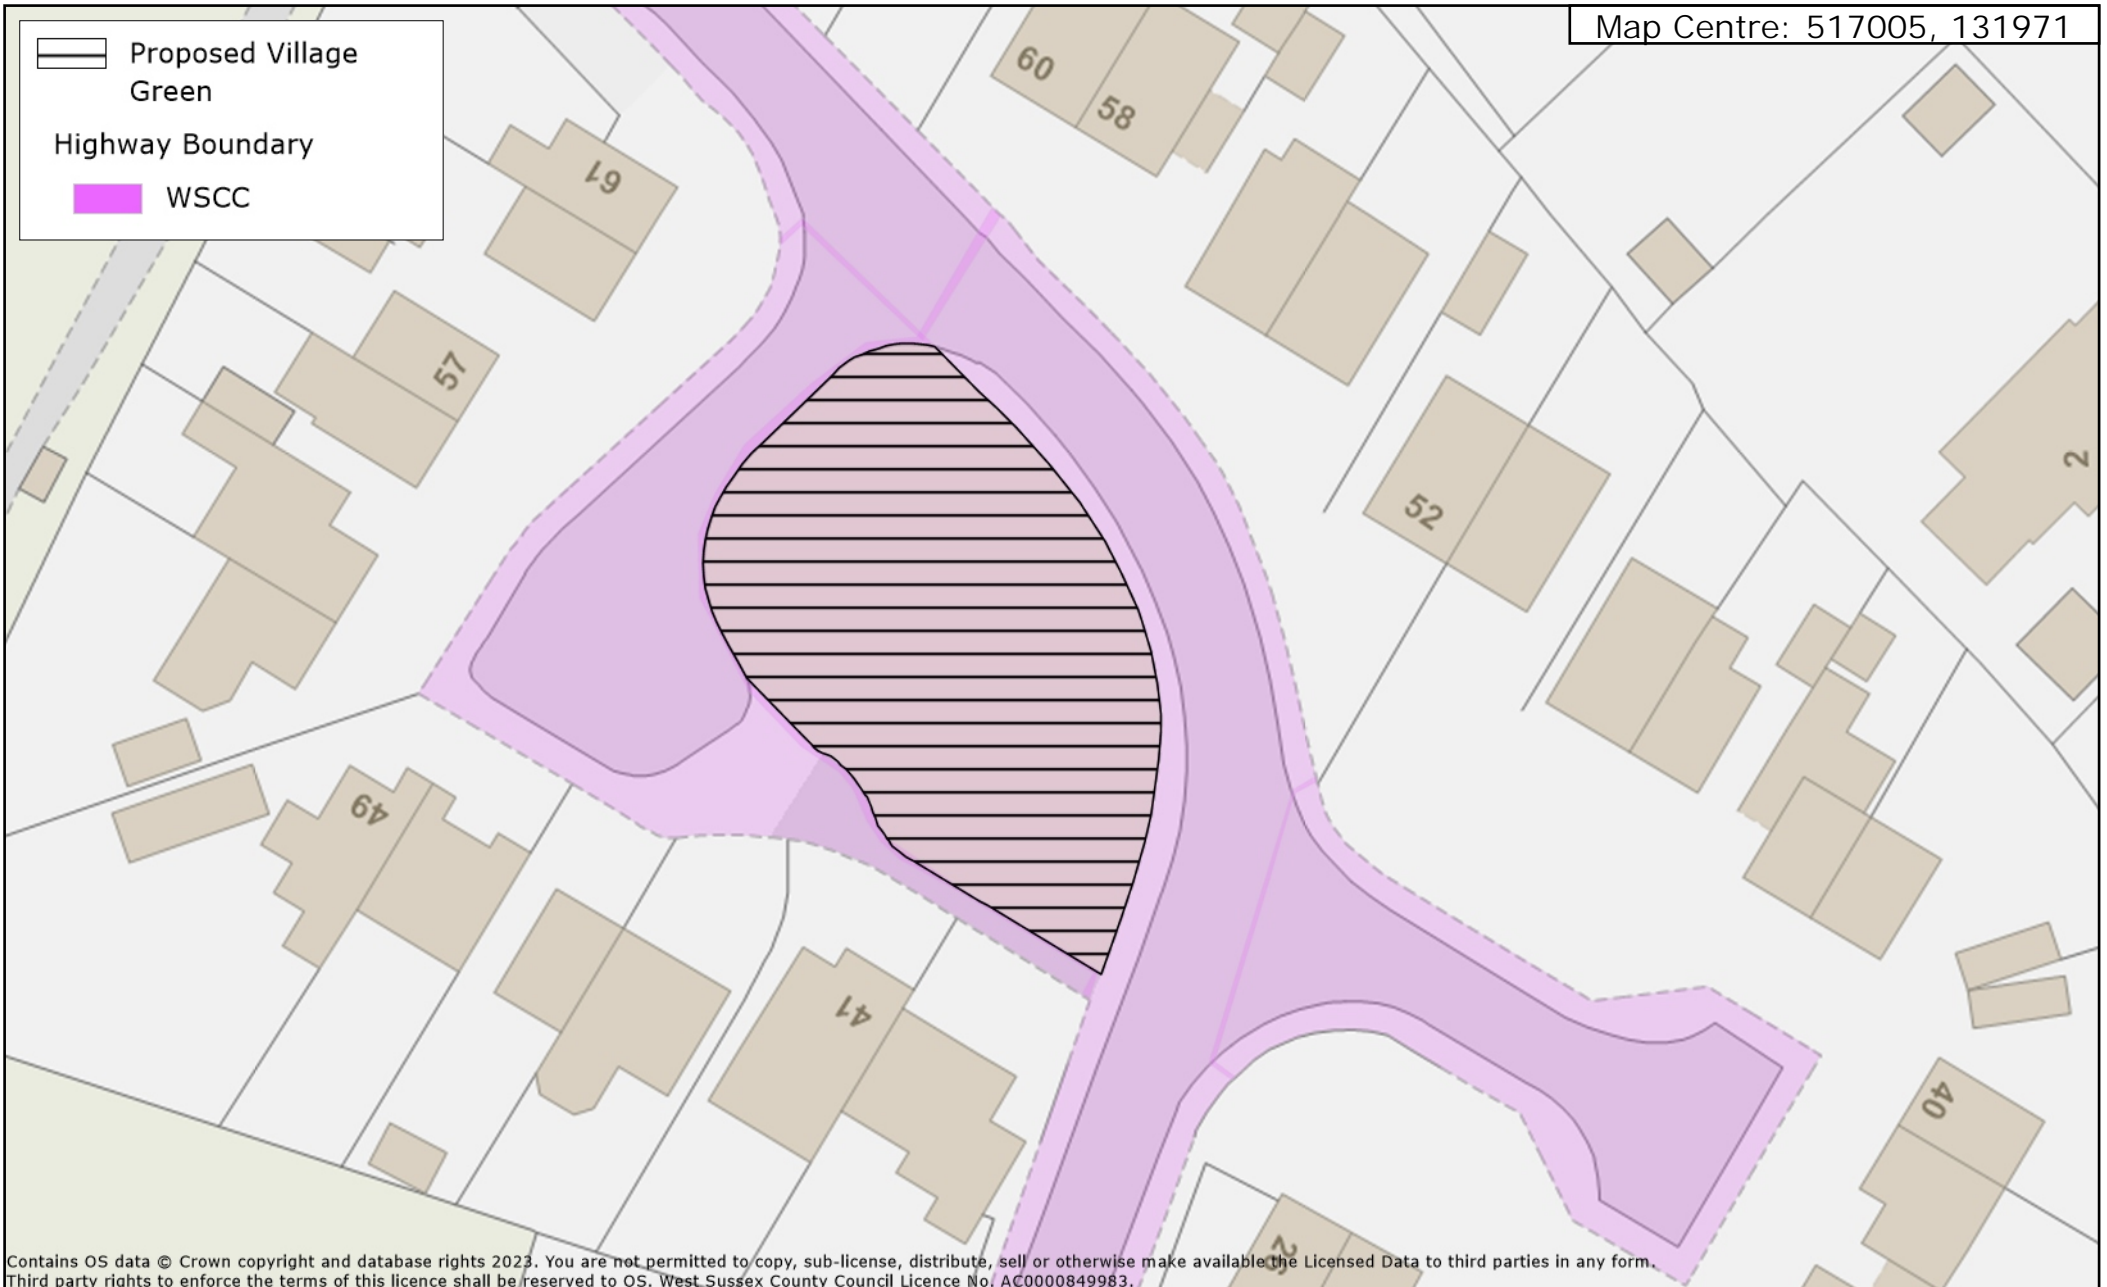 Map Centre: 517005, 131971
Proposed Village
Green
Highway Boundary
WSCC
60
58
61
57
52
2
49
41
40
26
Contains OS data © Crown copyright and database rights 2023. You are not permitted to copy, sub-license, distribute, sell or otherwise make available the Licensed Data to third parties in any form.
Third party rights to enforce the terms of this licence shall be reserved to OS. West Sussex County Council Licence No. AC0000849983.